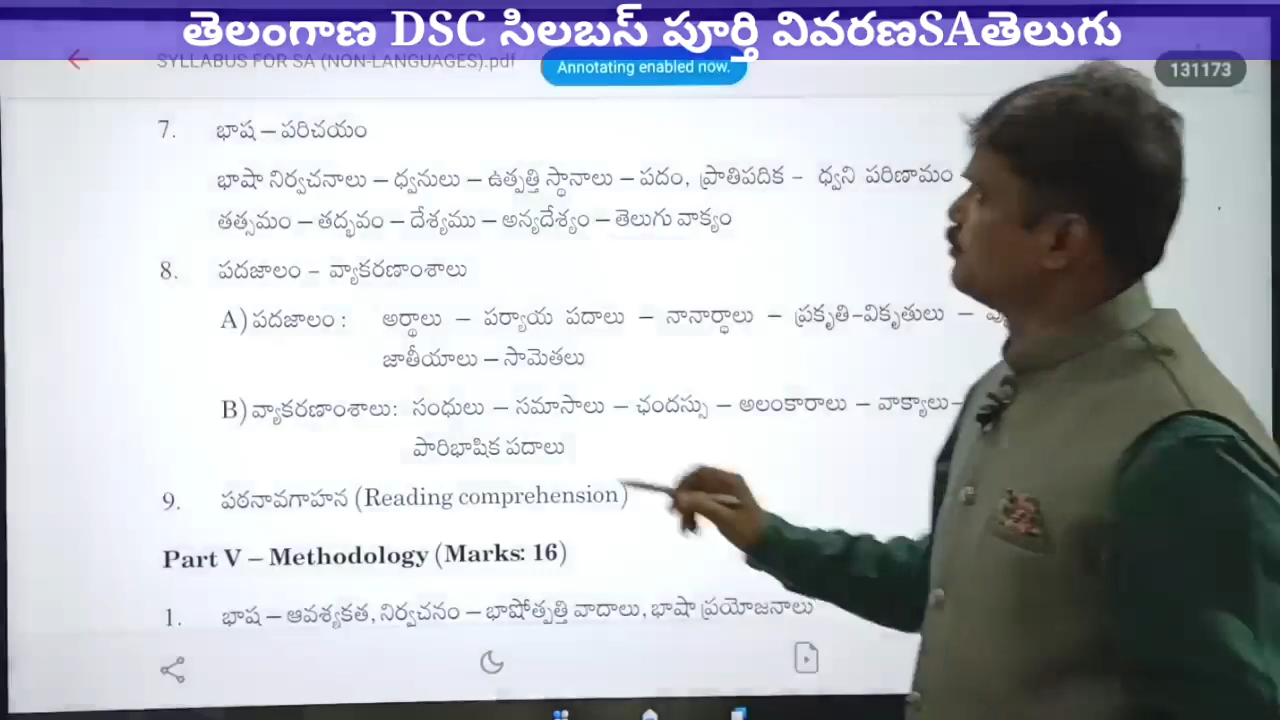 తెలంగాణ DSC సిలబస్ పూర్తి వివరణSAతెలుగు
SYLLABUS FOR SA (NON-LANGUAGES).pdf
Annotating enabled now.
131173
7. భాష – పరిచయం
భాషా నిర్వచనాలు – ధ్వనులు – ఉత్పత్తి స్థానాలు – పదం, ప్రాతిపదిక – ధ్వని పరిణామం –
తత్సమం – తద్భవం – దేశ్యము – అన్యదేశ్యం – తెలుగు వాక్యం
8. పదజాలం – వ్యాకరణాంశాలు
A) పదజాలం : అర్థాలు – పర్యాయ పదాలు – నానార్థాలు – ప్రకృతి-వికృతులు –
జాతీయాలు – సామెతలు
B) వ్యాకరణాంశాలు: సంధులు – సమాసాలు – ఛందస్సు – అలంకారాలు – వాక్యాలు–
పారిభాషిక పదాలు
9. పఠనావగాహన (Reading comprehension)
Part V – Methodology (Marks: 16)
1. భాష – ఆవశ్యకత, నిర్వచనం – భాషోత్పత్తి వాదాలు, భాషా ప్రయోజనాలు